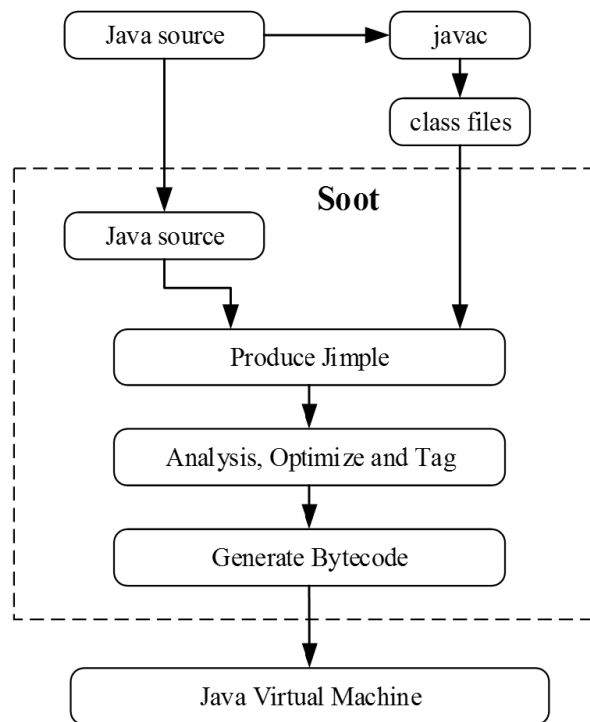 Java source
javac
class files
Soot
Java source
Produce Jimple
Analysis, Optimize and Tag
Generate Bytecode
Java Virtual Machine